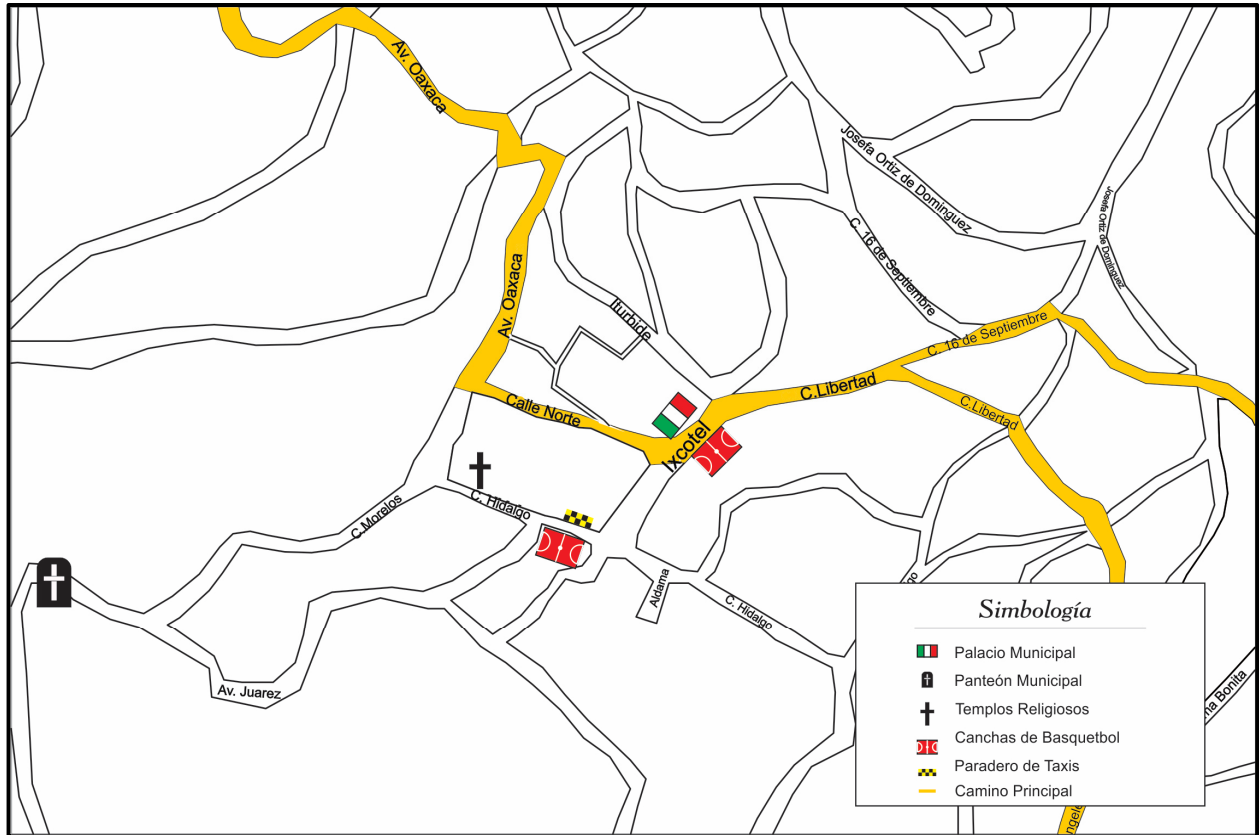 Av. Oaxaca
Josefa Ortiz de Dominguez
Josefa Ortiz de Dominguez
C. 16 de Septiembre
Av. Oaxaca
Iturbide
C. 16 de Septiembre
C.Libertad
C.Libertad
Calle Norte
Ixcotel
C. Hidalgo
C.Morelos
Aldama
C. Hidalgo
Av. Juarez
Bonita
Simbología
Palacio Municipal
Panteón Municipal
Templos Religiosos
Canchas de Basquetbol
Paradero de Taxis
Camino Principal